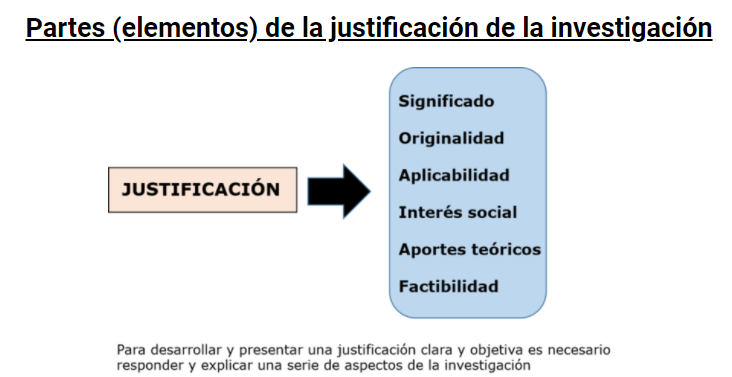 Partes (elementos) de la justificación de la investigación
JUSTIFICACIÓN
Significado
Originalidad
Aplicabilidad
Interés social
Aportes teóricos
Factibilidad
Para desarrollar y presentar una justificación clara y objetiva es necesario
responder y explicar una serie de aspectos de la investigación